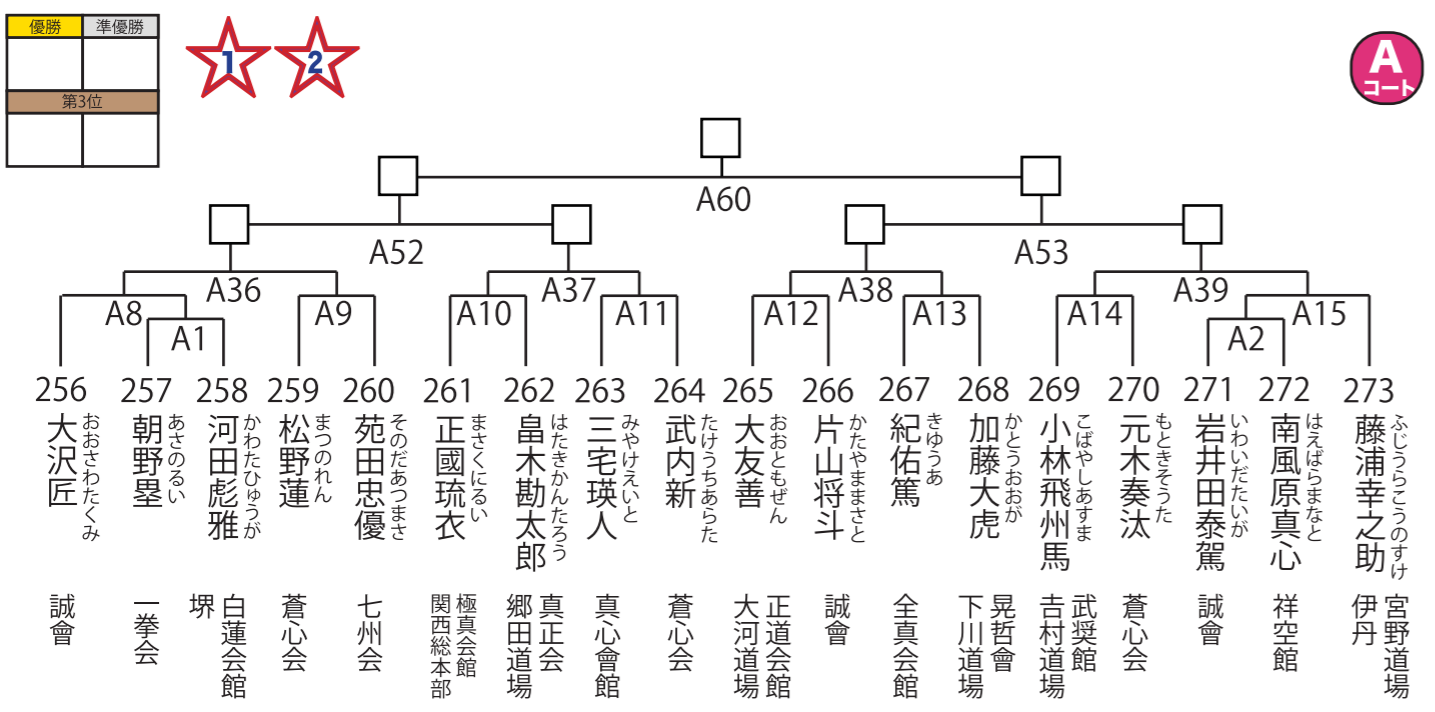 優勝
準優勝
第3位
1
2
A
コート
A60
A52
A53
A36
A37
A38
A39
A8
A9
A10
A11
A12
A13
A14
A15
A1
A2
256
大沢匠
おおさわたくみ
誠會
257
朝野塁
あさのるい
一拳会
258
河田彪雅
かわたひゅうが
白蓮会館
堺
259
松野蓮
まつのれん
蒼心会
260
苑田忠優
そのだあつまさ
七州会
261
正國琉衣
まさくにるい
極真会館
関西総本部
262
畠木勘太郎
はたきかんたろう
真正会
郷田道場
263
三宅瑛人
みやけえいと
真心會館
264
武内新
たけうちあらた
蒼心会
265
大友善
おおともぜん
正道会館
大河道場
266
片山将斗
かたやままさと
誠會
267
紀佑篤
きゆうあ
全真会館
268
加藤大虎
かとうおおが
晃哲會
下川道場
269
小林飛州馬
こばやしあすま
武奨館
𠮷村道場
270
元木奏汰
もときそうた
蒼心会
271
岩井田泰駕
いわいだたいが
誠會
272
南風原真心
はえばらまなと
祥空館
273
藤浦幸之助
ふじうらこうのすけ
宮野道場
伊丹